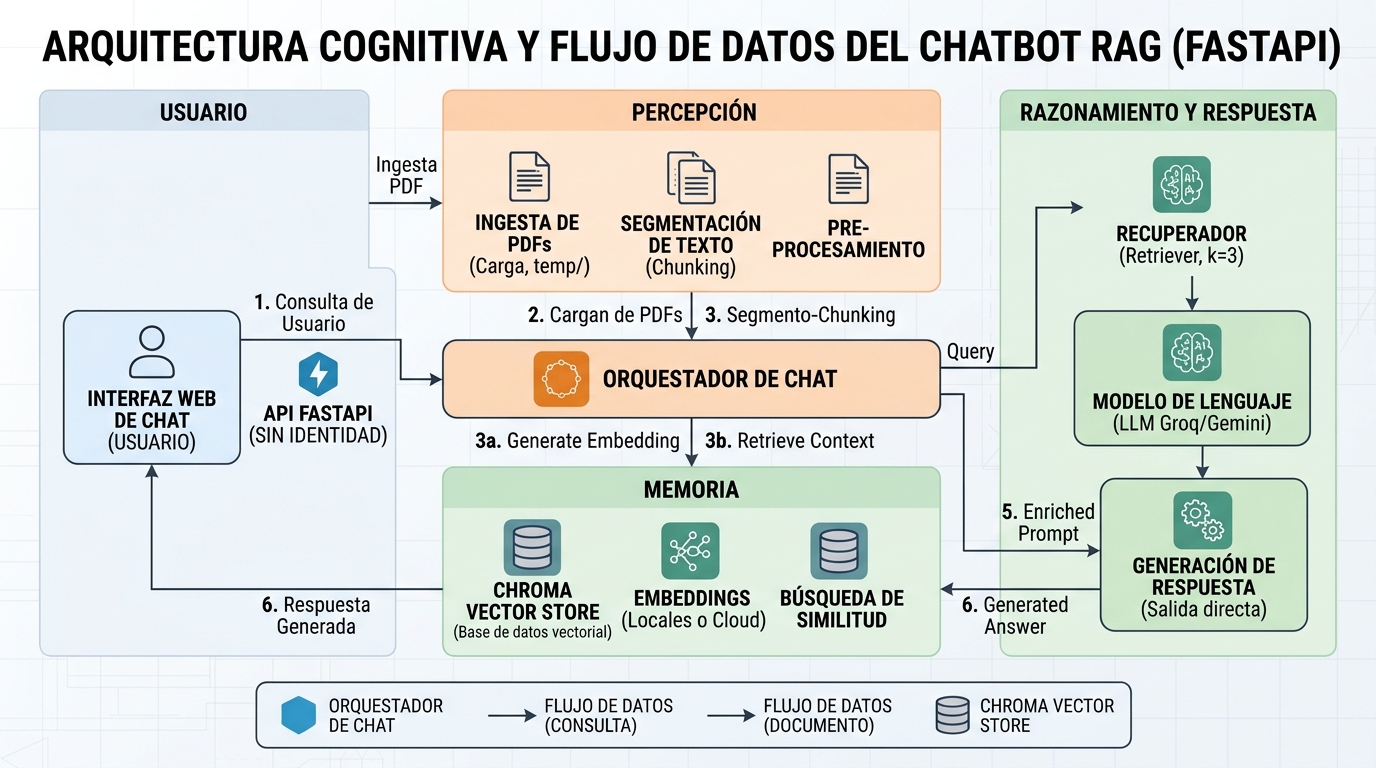 ARQUITECTURA COGNITIVA Y FLUJO DE DATOS DEL CHATBOT RAG (FASTAPI)
USUARIO
Ingesta
PDF
1. Consulta de
Usuario
INTERFAZ WEB
DE CHAT
(USUARIO)
API FASTAPI
(SIN IDENTIDAD)
6. Respuesta
Generada
PERCEPCIÓN
INGESTA DE
PDFs
(Carga, temp/)
SEGMENTACIÓN
DE TEXTO
(Chunking)
PRE-
PROCESAMIENTO
2. Cargan de PDFs
3. Segmento-Chunking
ORQUESTADOR DE CHAT
3a. Generate Embedding
3b. Retrieve Context
MEMORIA
CHROMA
VECTOR STORE
(Base de datos vectorial)
EMBEDDINGS
(Locales o Cloud)
BÚSQUEDA DE
SIMILITUD
Query
RAZONAMIENTO Y RESPUESTA
AI
RECUPERADOR
(Retriever, k=3)
MODELO DE LENGUAJE
(LLM Groq/Gemini)
5. Enriched
Prompt
GENERACIÓN DE
RESPUESTA
(Salida directa)
6. Generated
Answer
ORQUESTADOR
DE CHAT
FLUJO DE DATOS
(CONSULTA)
FLUJO DE DATOS
(DOCUMENTO)
CHROMA VECTOR
STORE